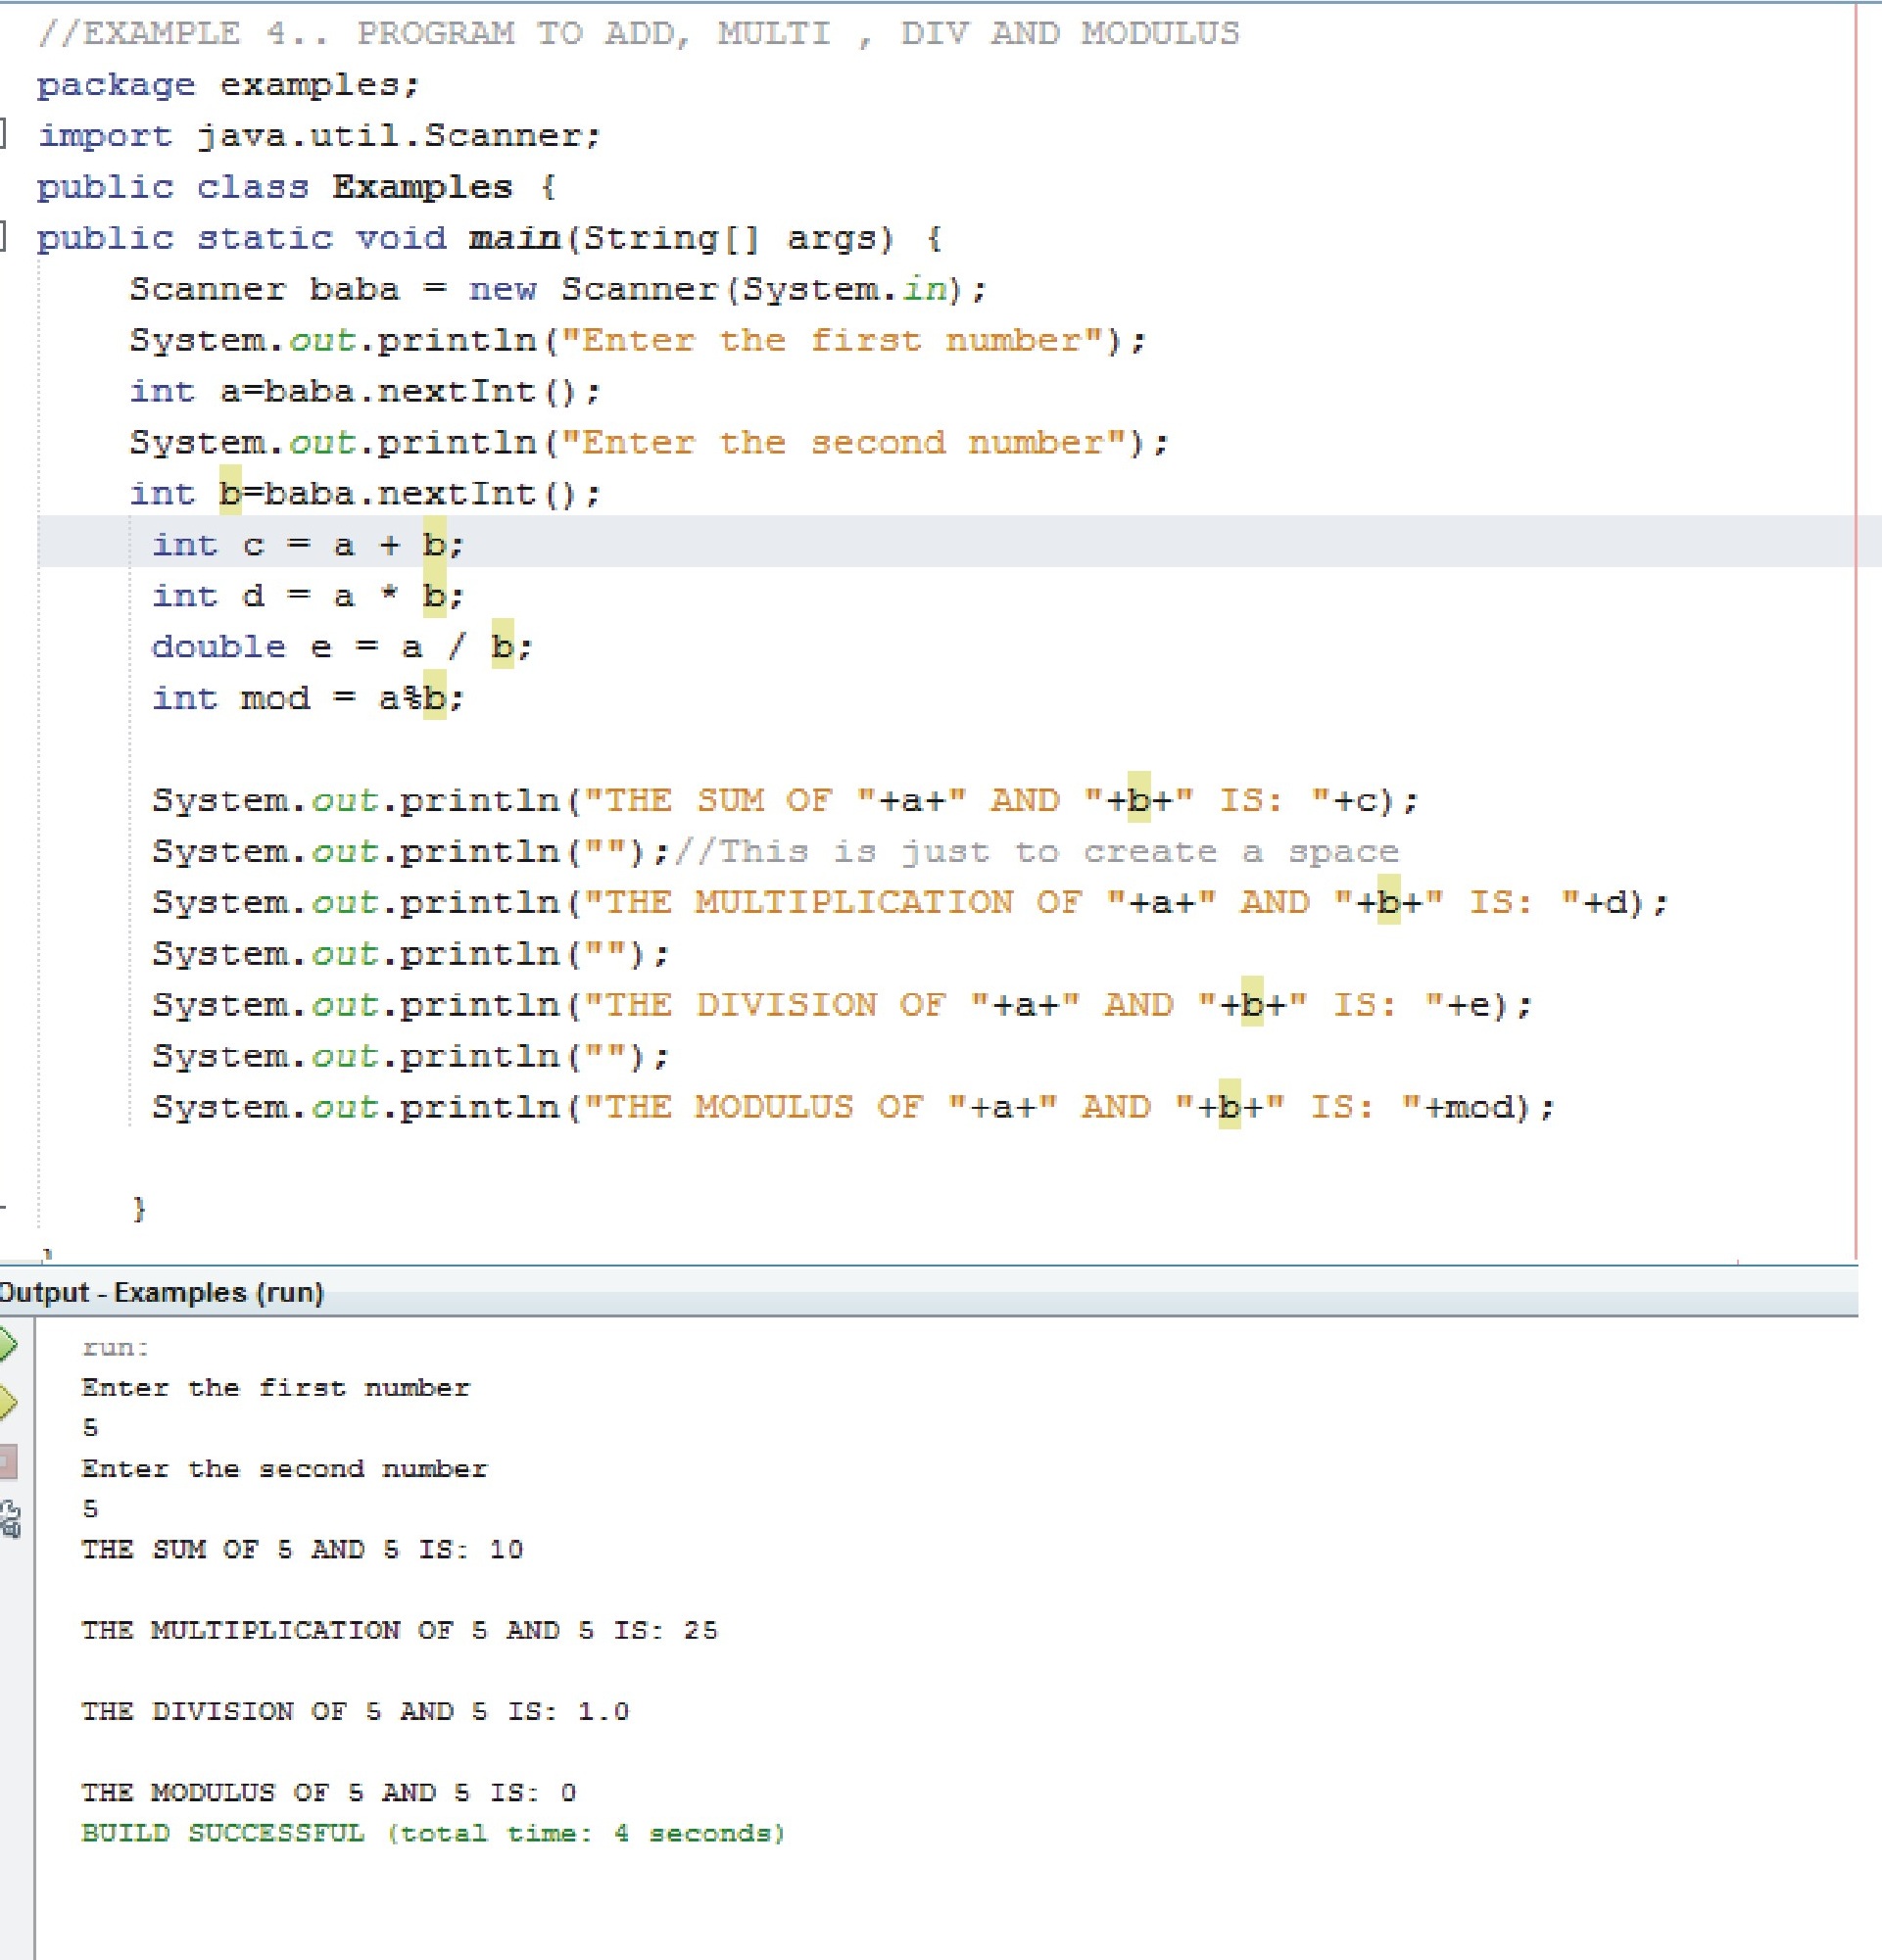 //EXAMPLE 4.. PROGRAM TO ADD, MULTI , DIV AND MODULUS
package examples;
import java.util.Scanner;
public class Examples {
public static void main(String[] args) {
Scanner baba = new Scanner(System.in);
System.out.println("Enter the first number");
int a=baba.nextInt();
System.out.println("Enter the second number");
int b=baba.nextInt();
int c = a + b;
int d = a * b;
double e = a / b;
int mod = a%b;
System.out.println("THE SUM OF "+a+" AND "+b+" IS: "+c);
System.out.println("");//This is just to create a space
System.out.println("THE MULTIPLICATION OF "+a+" AND "+b+" IS: "+d);
System.out.println("");
System.out.println("THE DIVISION OF "+a+" AND "+b+" IS: "+e);
System.out.println("");
System.out.println("THE MODULUS OF "+a+" AND "+b+" IS: "+mod);
}
}
Output - Examples (run)
run:
Enter the first number
5
Enter the second number
5
THE SUM OF 5 AND 5 IS: 10
THE MULTIPLICATION OF 5 AND 5 IS: 25
THE DIVISION OF 5 AND 5 IS: 1.0
THE MODULUS OF 5 AND 5 IS: 0
BUILD SUCCESSFUL (total time: 4 seconds)